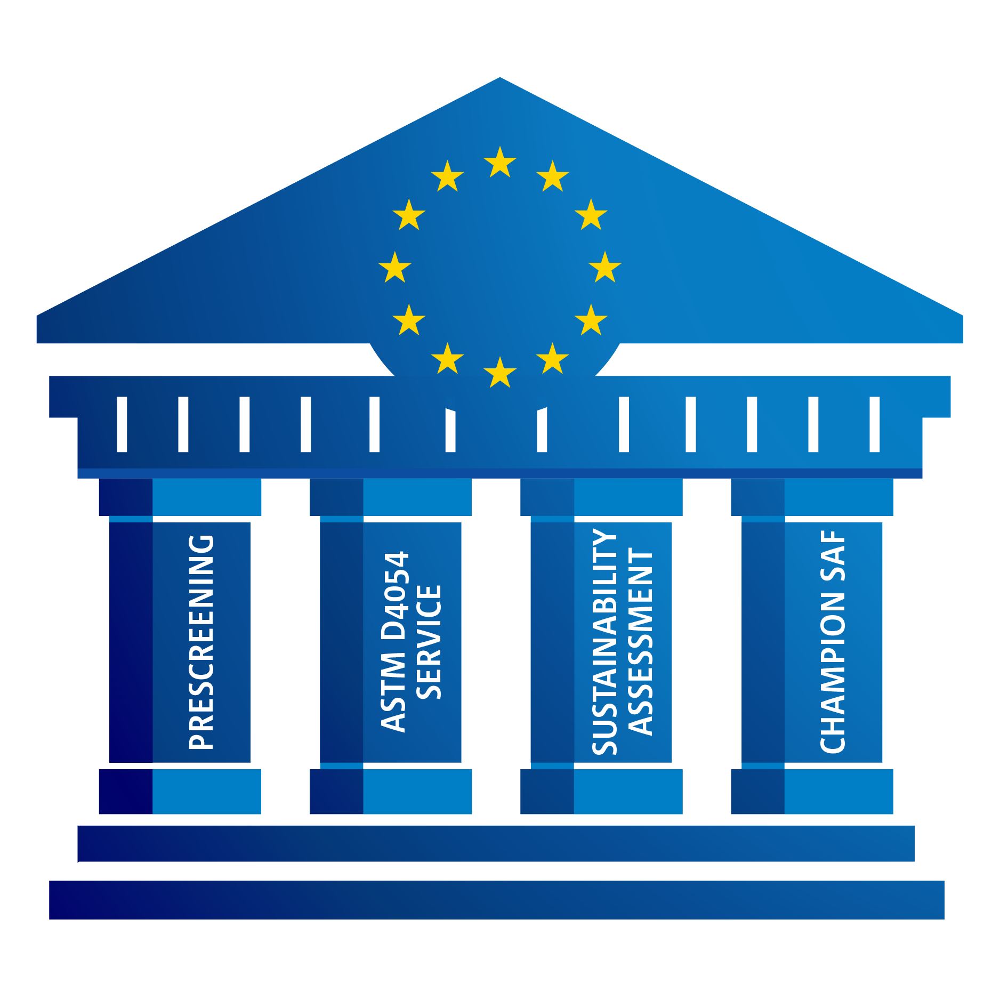 PRESCREENING
ASTM D4054
SERVICE
SUSTAINABILITY
ASSESSMENT
CHAMPION SAF